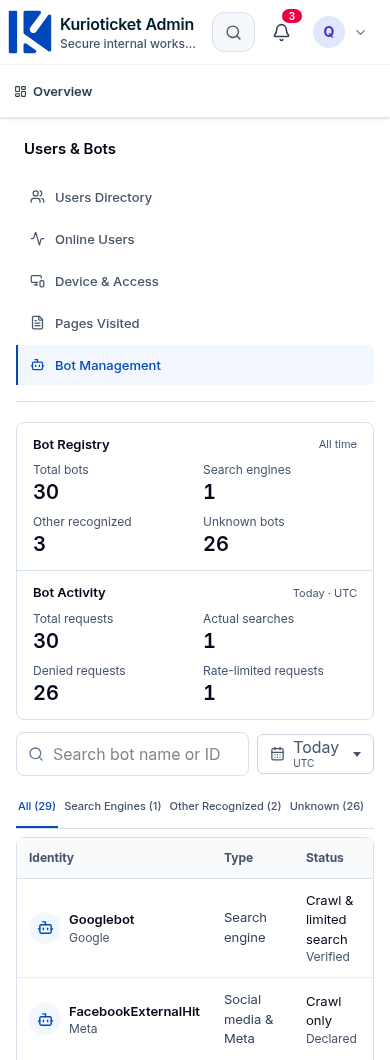 Kurioticket Admin
Secure internal works...
3
Q
Overview
Users & Bots
Users Directory
Online Users
Device & Access
Pages Visited
Bot Management
Bot Registry
All time
Total bots
Search engines
30
1
Other recognized
Unknown bots
3
26
Bot Activity
Today · UTC
Total requests
Actual searches
30
1
Denied requests
Rate-limited requests
26
1
Search bot name or ID
Today
UTC
All (29)
Search Engines (1)
Other Recognized (2)
Unknown (26)
Identity
Type
Status
Googlebot
Google
Search
engine
Crawl &
limited
search
Verified
FacebookExternalHit
Meta
Social
media &
Meta
Crawl
only
Declared